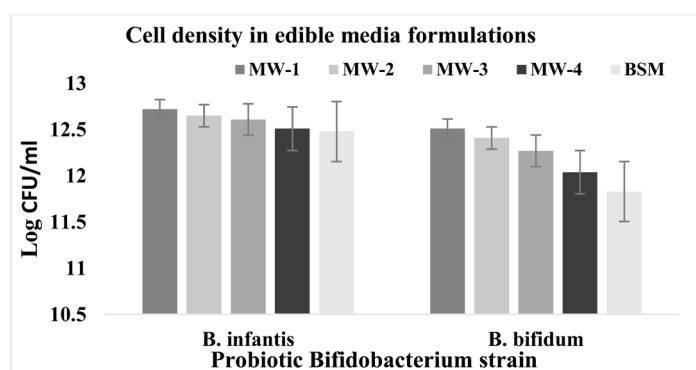 Cell density in edible media formulations
MW-1 MW-2 MW-3 MW-4 BSM
13
12.5
12
11.5
11
10.5
Log CFU/ml
B. infantis B. bifidum
Probiotic Bifidobacterium strain